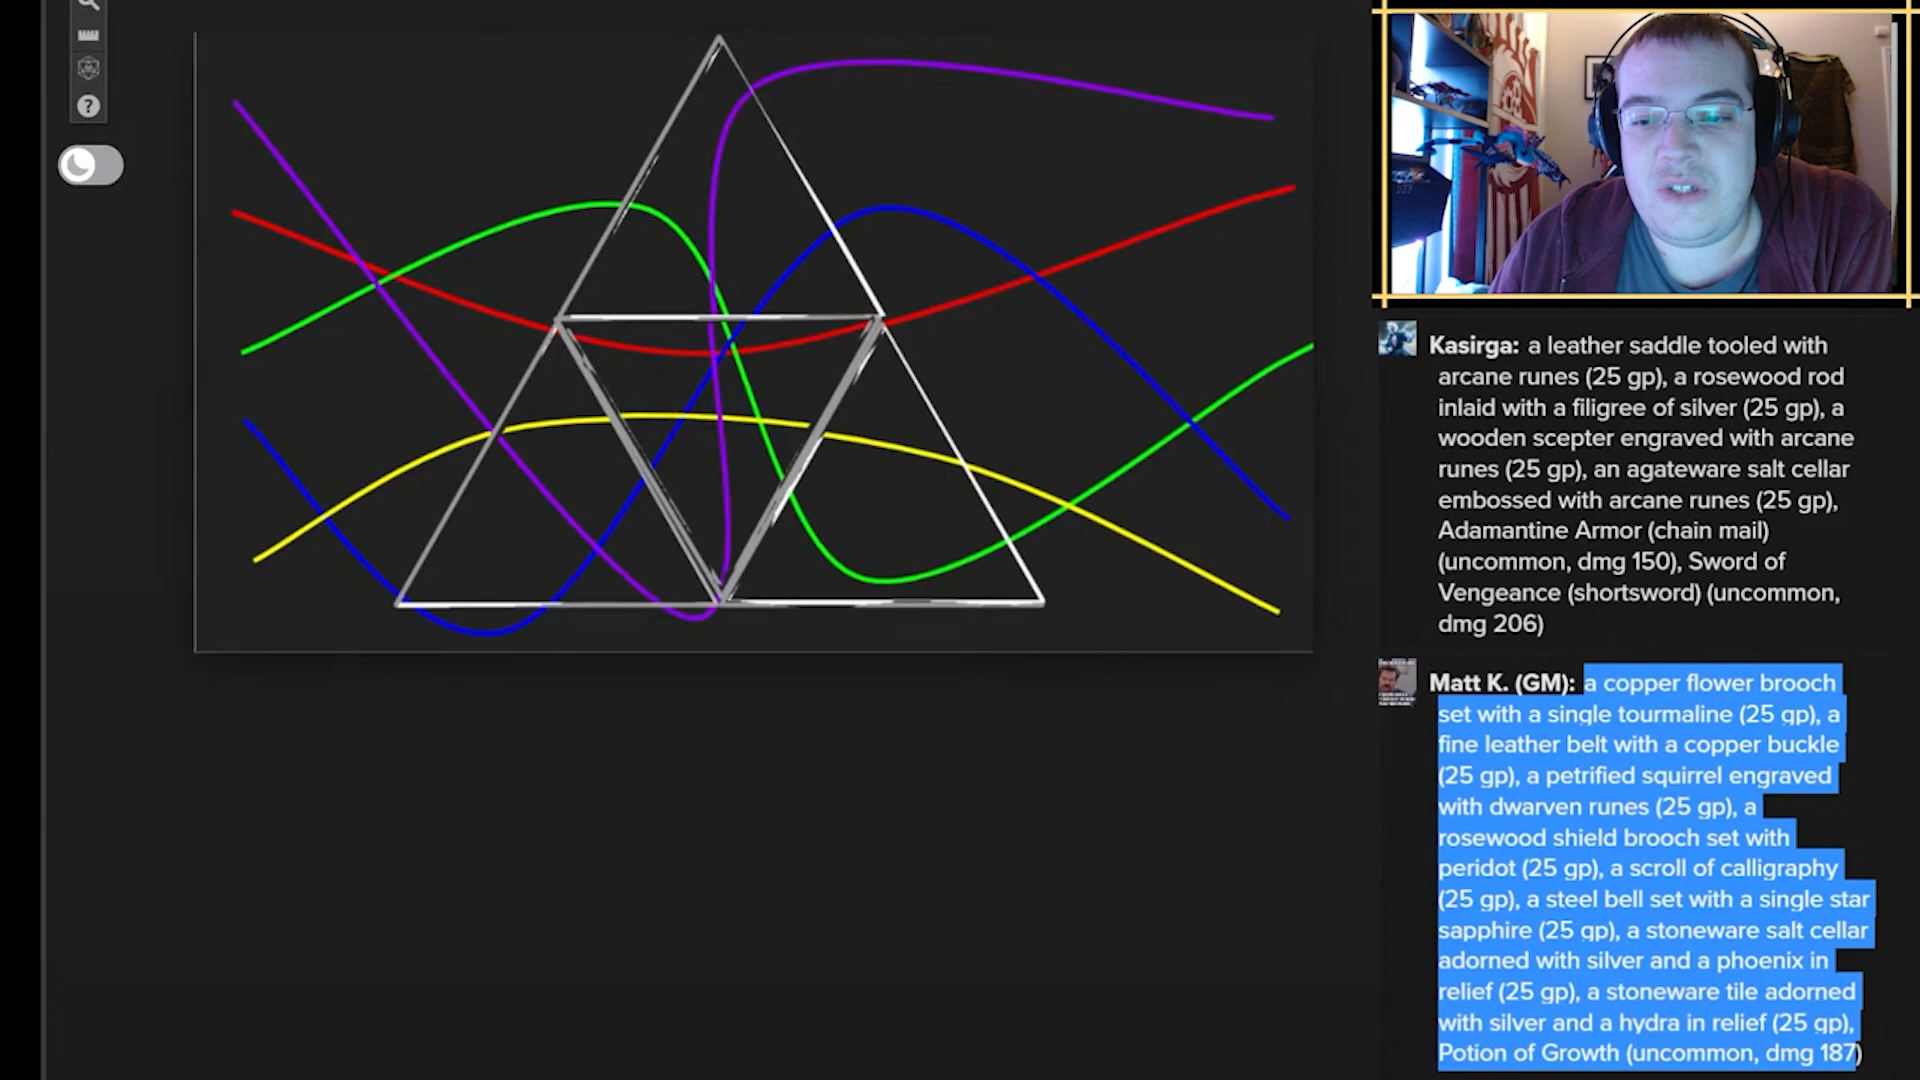 ?
Kasirga: a leather saddle tooled with
arcane runes (25 gp), a rosewood rod
inlaid with a filigree of silver (25 gp), a
wooden scepter engraved with arcane
runes (25 gp), an agateware salt cellar
embossed with arcane runes (25 gp),
Adamantine Armor (chain mail)
(uncommon, dmg 150), Sword of
Vengeance (shortsword) (uncommon,
dmg 206)
Matt K. (GM): a copper flower brooch
set with a single tourmaline (25 gp), a
fine leather belt with a copper buckle
(25 gp), a petrified squirrel engraved
with dwarven runes (25 gp), a
rosewood shield brooch set with
peridot (25 gp), a scroll of calligraphy
(25 gp), a steel bell set with a single star
sapphire (25 gp), a stoneware salt cellar
adorned with silver and a phoenix in
relief (25 gp), a stoneware tile adorned
with silver and a hydra in relief (25 gp),
Potion of Growth (uncommon, dmg 187)